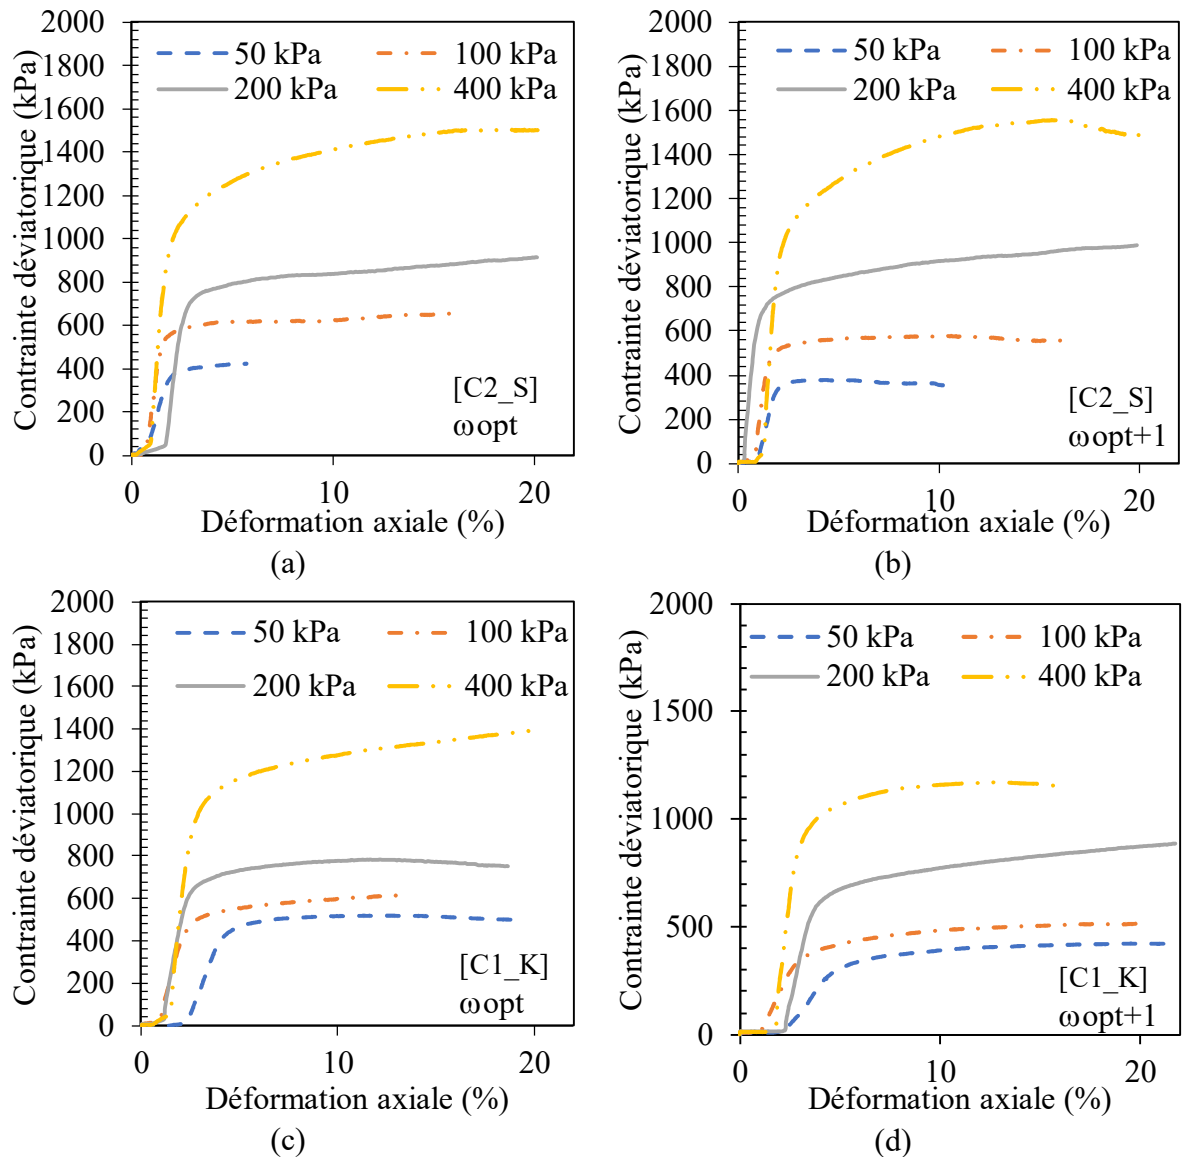 2000
1800
1600
1400
1200
1000
800
600
400
200
0
Contrainte déviatorique (kPa)
50 kPa 100 kPa
200 kPa 400 kPa
[C2_S]
ωopt
0 10 20
Déformation axiale (%)
(a)
2000
1800
1600
1400
1200
1000
800
600
400
200
0
Contrainte déviatorique (kPa)
50 kPa 100 kPa
200 kPa 400 kPa
[C2_S]
ωopt+1
0 10 20
Déformation axiale (%)
(b)
2000
1800
1600
1400
1200
1000
800
600
400
200
0
Contrainte déviatorique (kPa)
50 kPa 100 kPa
200 kPa 400 kPa
[C1_K]
ωopt
0 10 20
Déformation axiale (%)
(c)
2000
1500
1000
500
0
Contrainte déviatorique (kPa)
50 kPa 100 kPa
200 kPa 400 kPa
[C1_K]
ωopt+1
0 10 20
Déformation axiale (%)
(d)